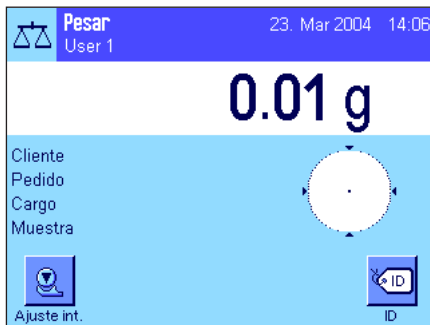 Pesar 23. Mar 2004 14:06
User 1
0.01 g
Cliente
Pedido
Cargo
Muestra
ID
Ajuste int. ID